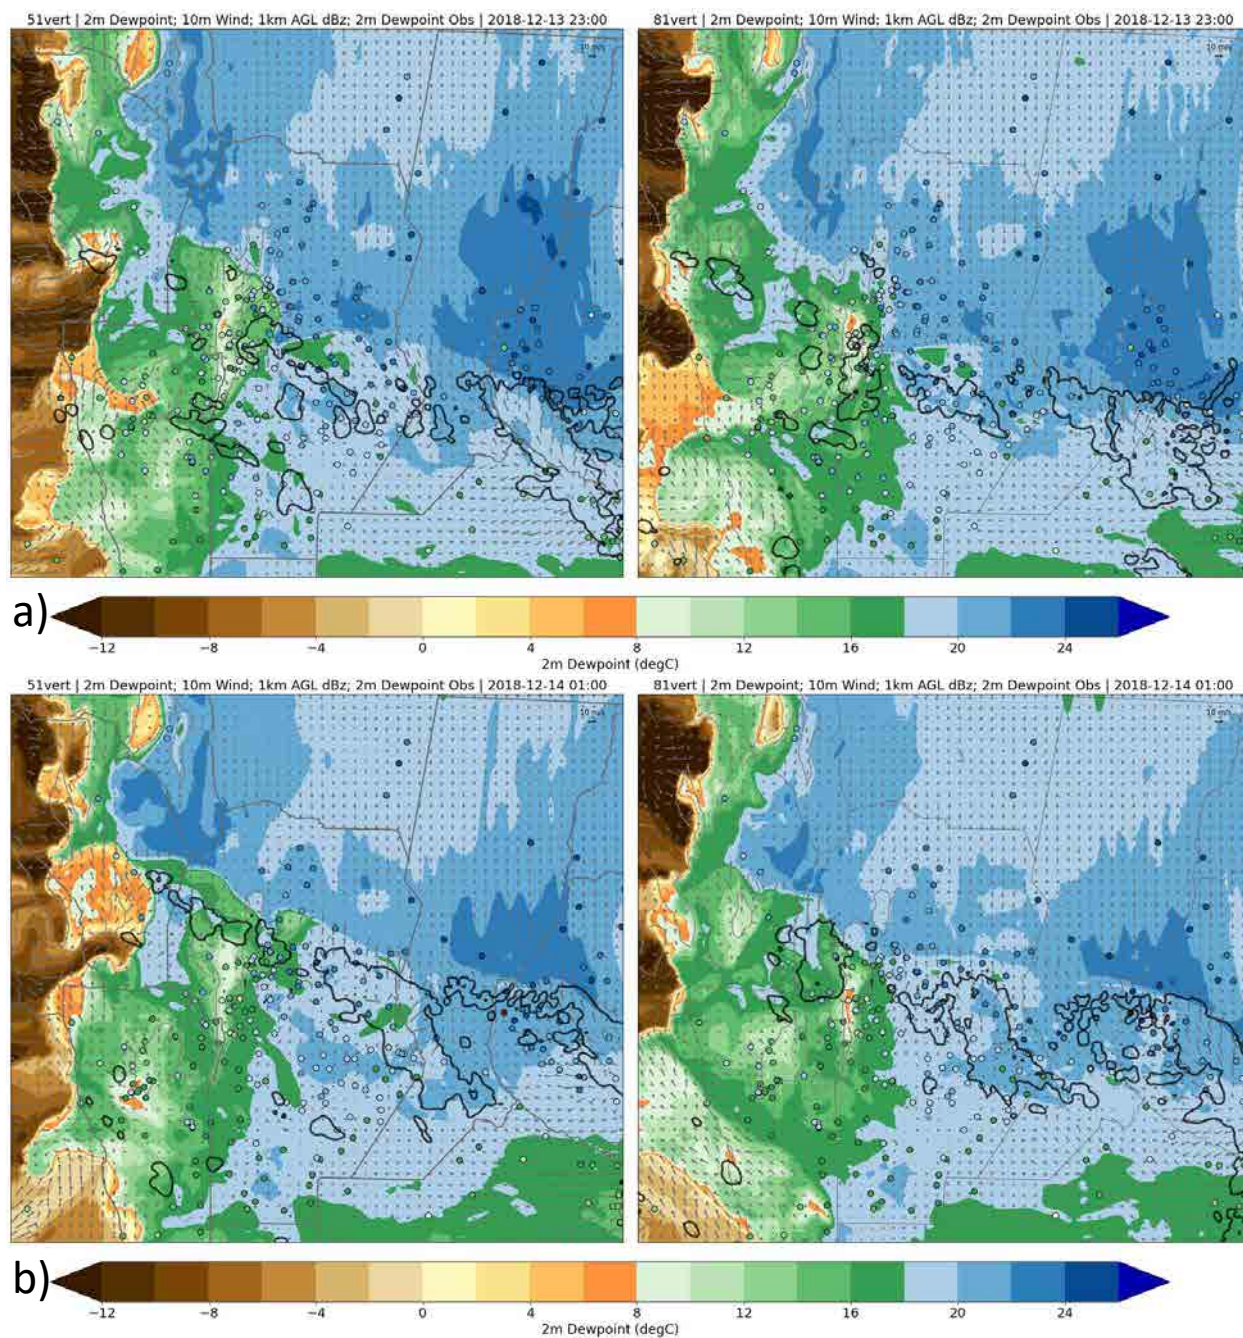 51vert | 2m Dewpoint; 10m Wind; 1km AGL dBz; 2m Dewpoint Obs | 2018-12-13 23:00
81vert | 2m Dewpoint; 10m Wind; 1km AGL dBz; 2m Dewpoint Obs | 2018-12-13 23:00
10 m/s
10 m/s
a)
−12 −8 −4 0 4 8 12 16 20 24
2m Dewpoint (degC)
51vert | 2m Dewpoint; 10m Wind; 1km AGL dBz; 2m Dewpoint Obs | 2018-12-14 01:00
81vert | 2m Dewpoint; 10m Wind; 1km AGL dBz; 2m Dewpoint Obs | 2018-12-14 01:00
10 m/s
10 m/s
b)
−12 −8 −4 0 4 8 12 16 20 24
2m Dewpoint (degC)